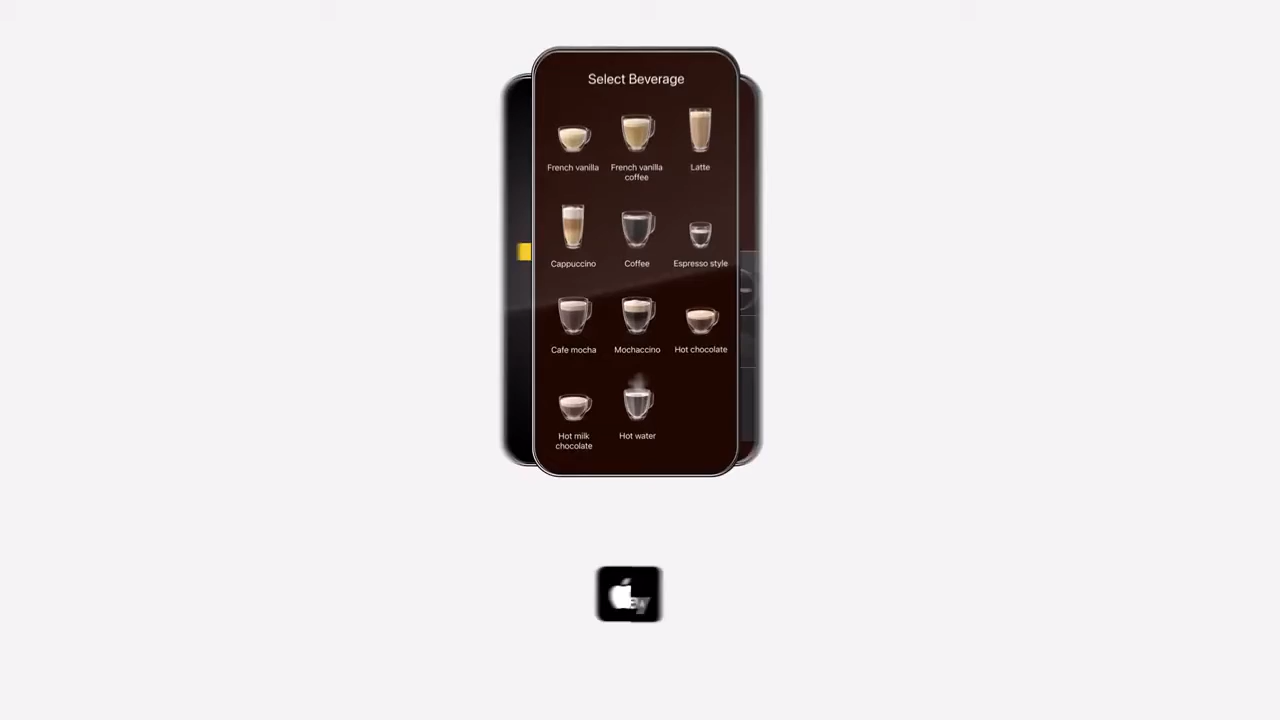 Select Beverage
French vanilla
French vanilla
coffee
Latte
Cappuccino
Coffee
Espresso style
Cafe mocha
Mochaccino
Hot chocolate
Hot milk
chocolate
Hot water